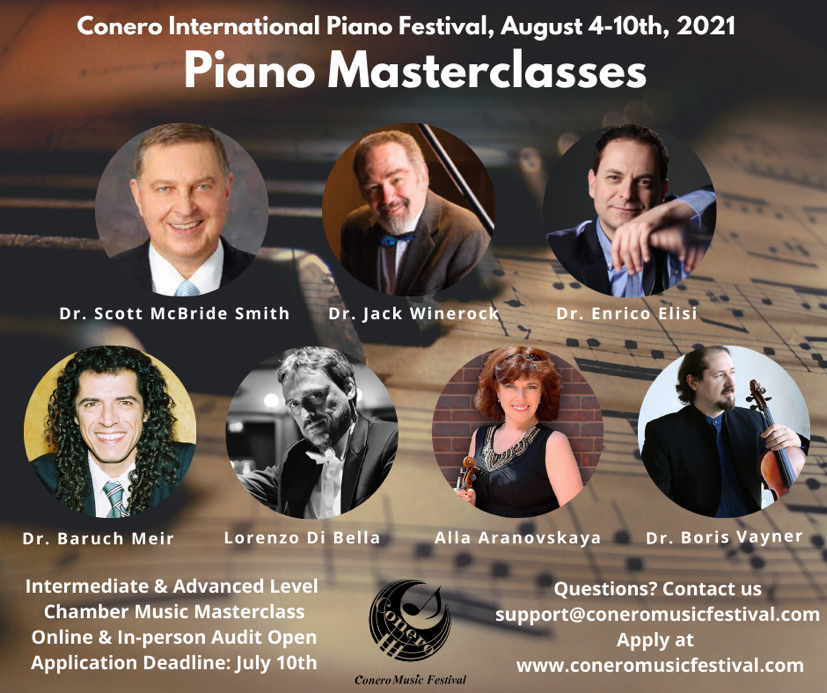 Conero International Piano Festival, August 4-10th, 2021
Piano Masterclasses
Dr. Scott McBride Smith
Dr. Jack Winerock
Dr. Enrico Elisi
Dr. Baruch Meir
Lorenzo Di Bella
Alla Aranovskaya
Dr. Boris Vayner
Intermediate & Advanced Level
Chamber Music Masterclass
Online & In-person Audit Open
Application Deadline: July 10th
Conero
Conero Music Festival
Questions? Contact us
support@coneromusicfestival.com
Apply at
www.coneromusicfestival.com